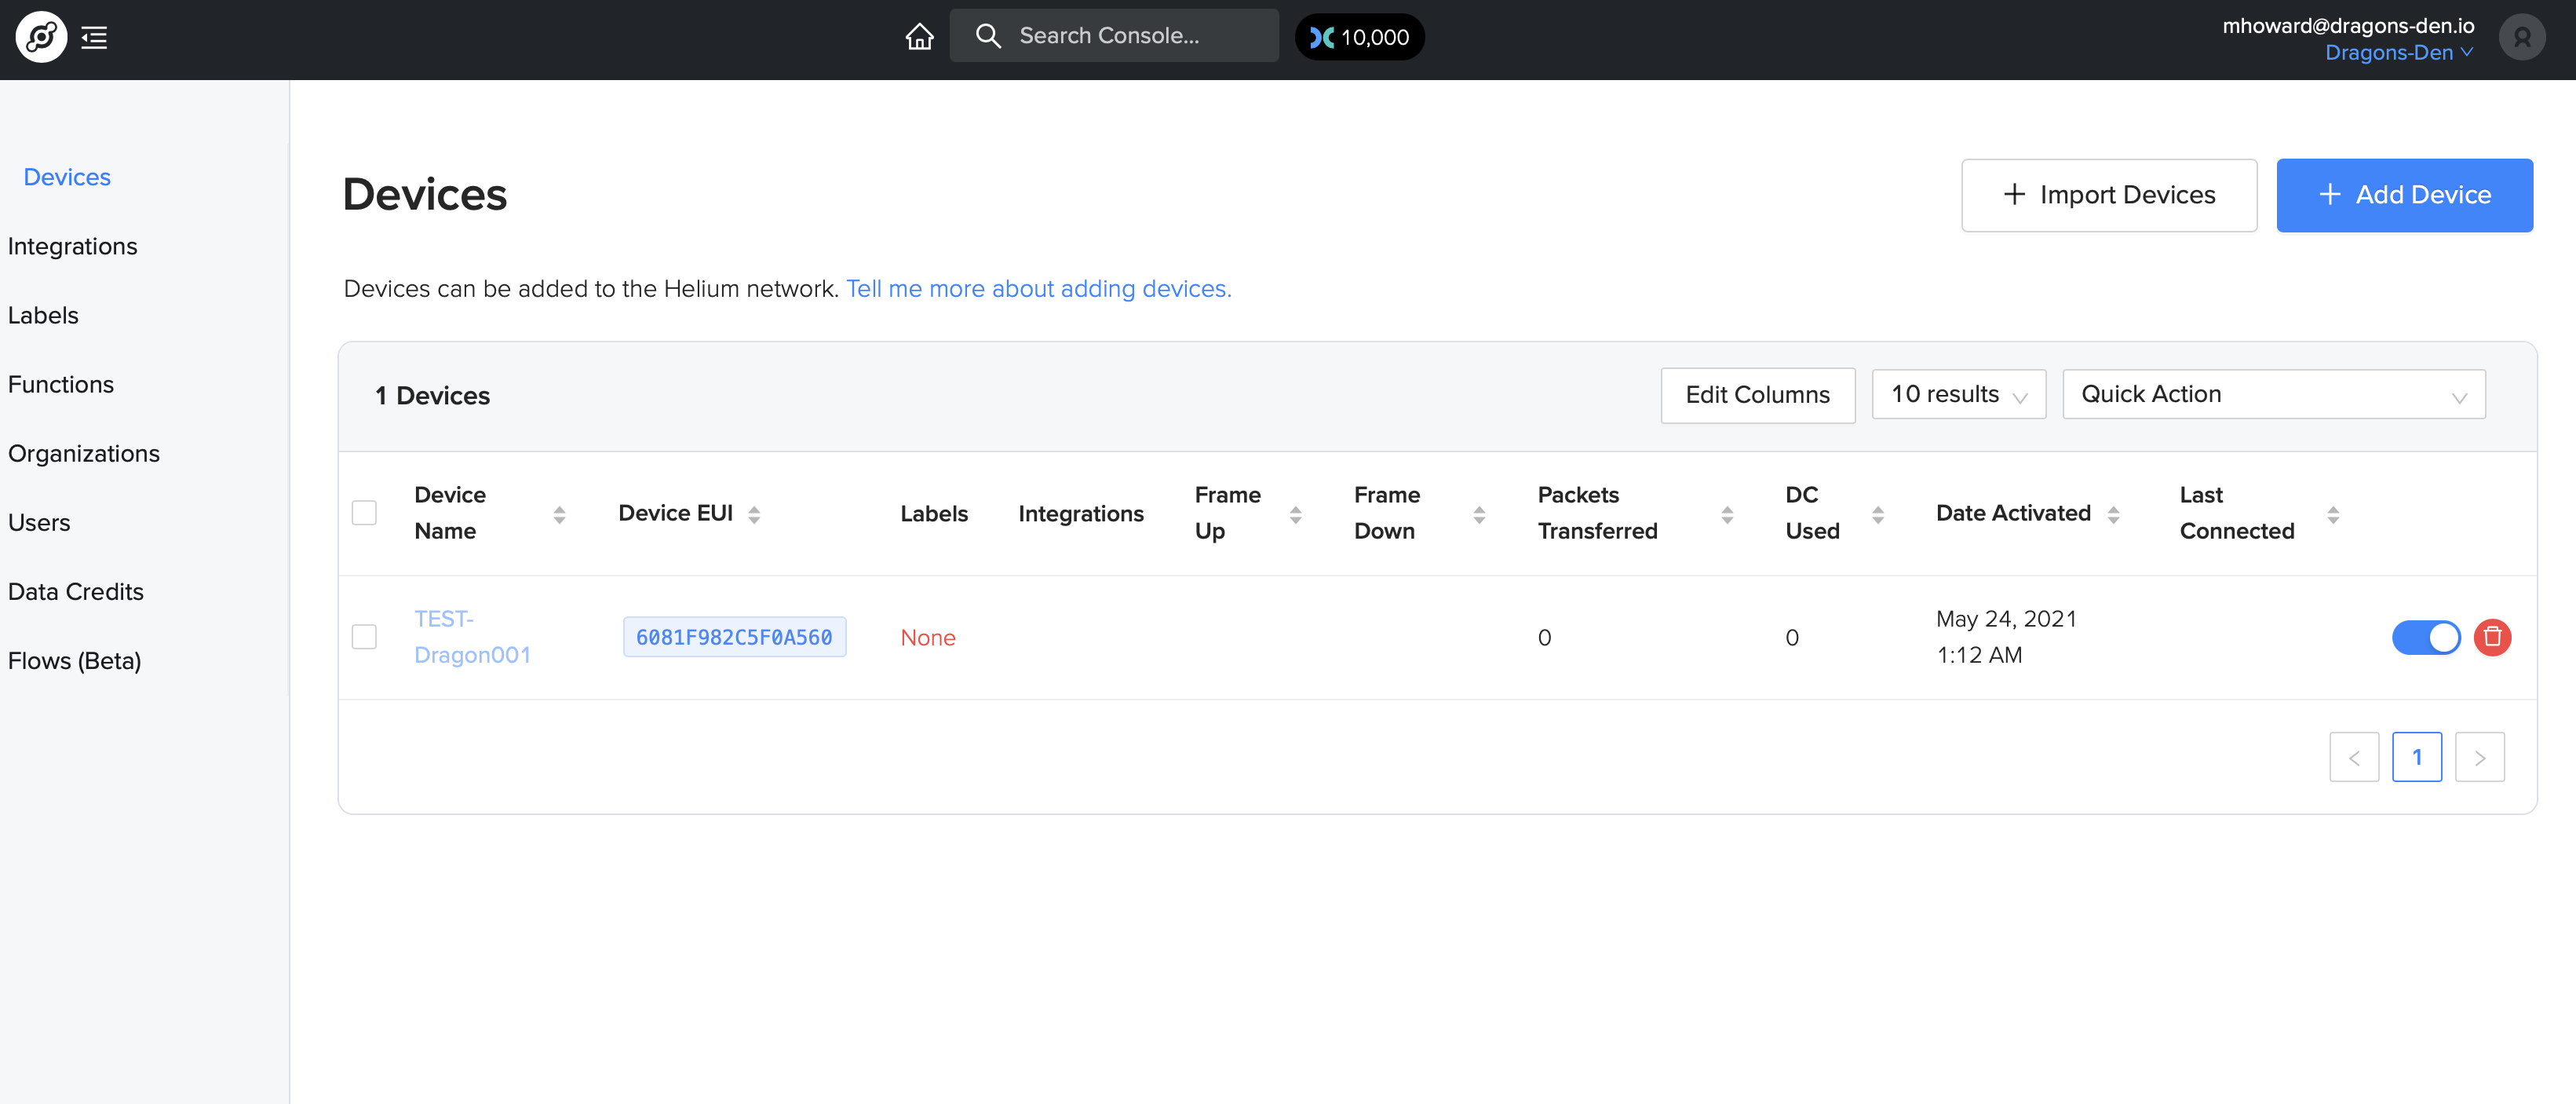 Search Console...
10,000
mhoward@dragons-den.io
Dragons-Den
Devices
Integrations
Labels
Functions
Organizations
Users
Data Credits
Flows (Beta)
Devices
Import Devices
Add Device
Devices can be added to the Helium network. Tell me more about adding devices.
1 Devices
Edit Columns
10 results
Quick Action
Device
Name
Device EUI
Labels
Integrations
Frame
Up
Frame
Down
Packets
Transferred
DC
Used
Date Activated
Last
Connected
TEST-
Dragon001
6081F982C5F0A560
None
0
0
May 24, 2021
1:12 AM
1